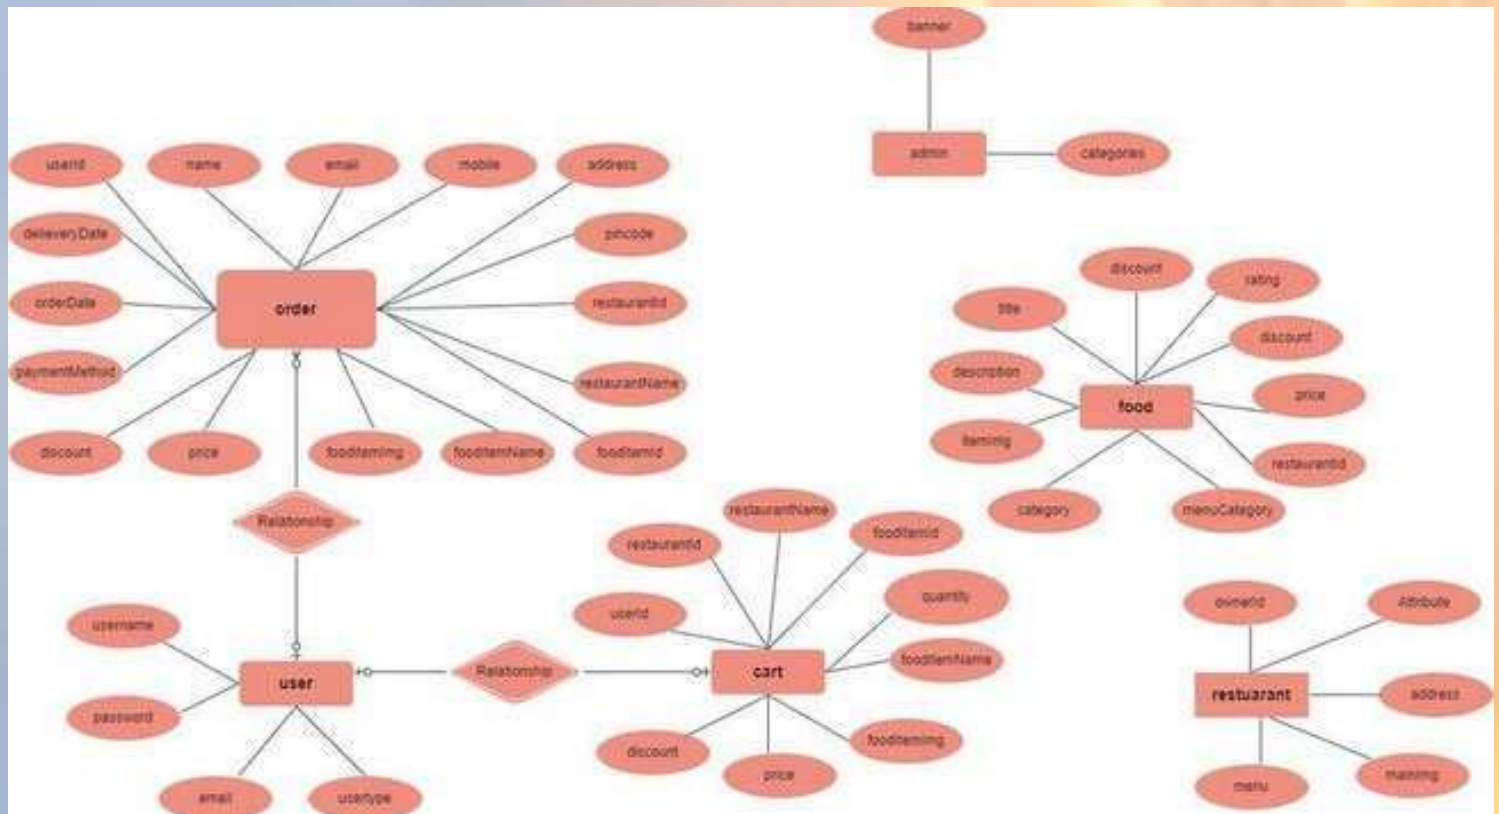 banner
admin
categories
userId
name
email
mobile
address
delieveryDate
pincode
orderDate
order
restaurantId
paymentMethod
restaurantName
discount
price
foodItemImg
foodItemName
foodItemId
Relationship
discount
rating
title
discount
description
price
food
itemImg
restaurantId
category
menuCategory
restaurantName
restaurantId
foodItemId
userId
quantity
foodItemName
cart
Relationship
discount
price
foodItemImg
username
user
password
email
usertype
ownerId
Attribute
restuarant
address
menu
mainImg